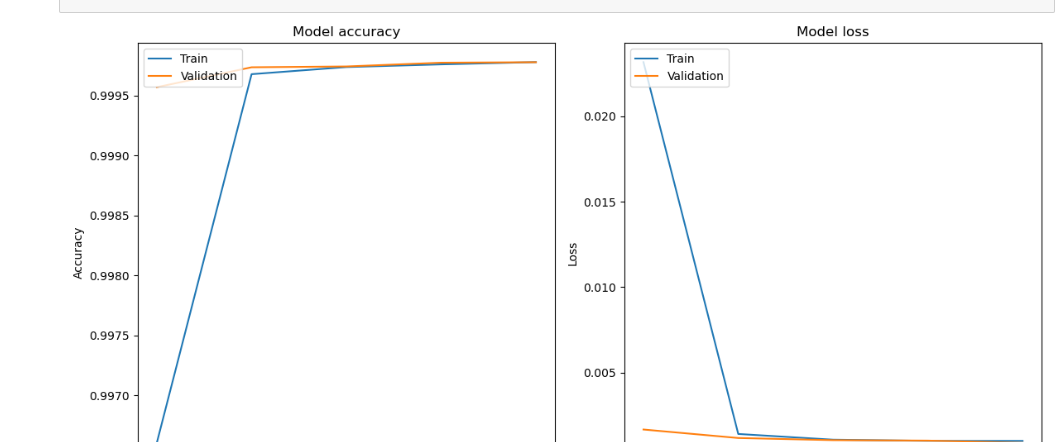 Model accuracy
Train
Validation
0.9995
0.9990
0.9985
0.9980
0.9975
0.9970
Accuracy
Model loss
Train
Validation
0.020
0.015
0.010
0.005
Loss